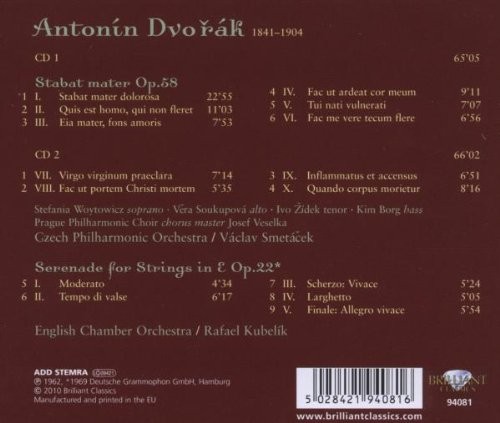 Antonín Dvořák 1841–1904
CD 1 65'05
Stabat mater Op.58
1 I. Stabat mater dolorosa 22'55
2 II. Quis est homo, qui non fleret 11'03
3 III. Eia mater, fons amoris 7'53
4 IV. Fac ut ardeat cor meum 9'11
5 V. Tui nati vulnerati 7'07
6 VI. Fac me vere tecum flere 6'56
CD 2 66'02
1 VII. Virgo virginum praeclara 7'14
2 VIII. Fac ut portem Christi mortem 5'35
3 IX. Inflammatus et accensus 6'51
4 X. Quando corpus morietur 8'16
Stefania Woytowicz soprano · Věra Soukupová alto · Ivo Žídek tenor · Kim Borg bass
Prague Philharmonic Choir chorus master Josef Veselka
Czech Philharmonic Orchestra / Václav Smetáček
Serenade for Strings in E Op.22*
5 I. Moderato 4'34
6 II. Tempo di valse 6'17
7 III. Scherzo: Vivace 5'24
8 IV. Larghetto 5'05
9 V. Finale: Allegro vivace 5'54
English Chamber Orchestra / Rafael Kubelík
ADD STEMRA LC 09421
℗ 1962, *1969 Deutsche Grammophon GmbH, Hamburg
© 2010 Brilliant Classics
Manufactured and printed in the EU
5 028421 940816
www.brilliantclassics.com
BRILLIANT
CLASSICS
94081